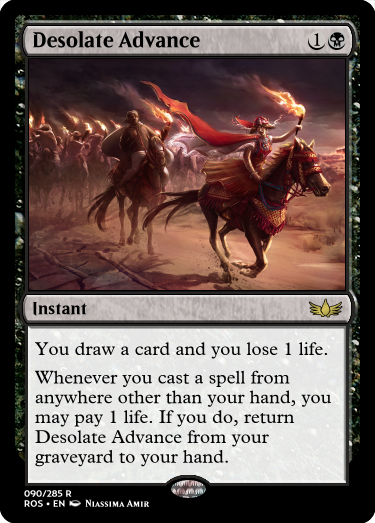 Desolate Advance 1
Instant
You draw a card and you lose 1 life.
Whenever you cast a spell from
anywhere other than your hand, you
may pay 1 life. If you do, return
Desolate Advance from your
graveyard to your hand.
090/285 R
ROS • EN Niassima Amir